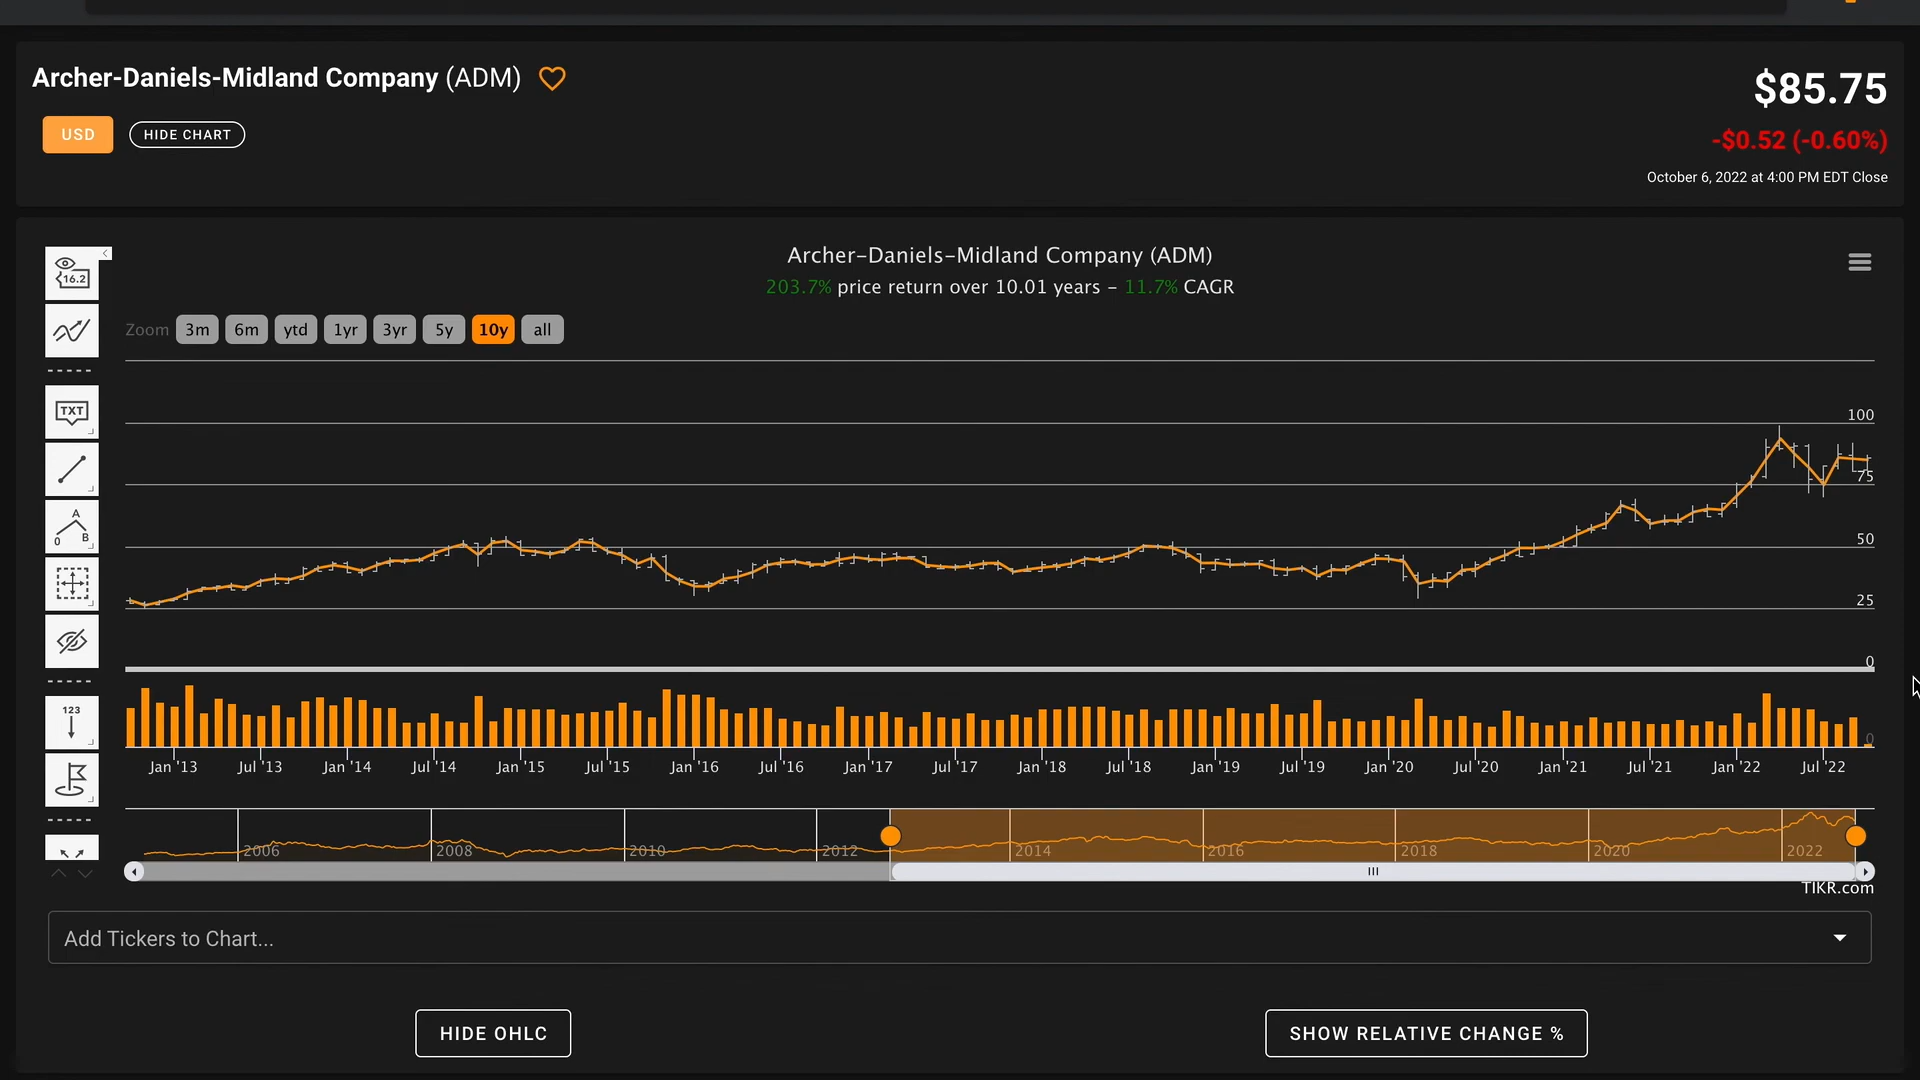 Archer-Daniels-Midland Company (ADM)
$85.75
USD
HIDE CHART
-$0.52 (-0.60%)
October 6, 2022 at 4:00 PM EDT Close
Archer-Daniels-Midland Company (ADM)
203.7% price return over 10.01 years - 11.7% CAGR
16.2
Zoom 3m 6m ytd 1yr 3yr 5y 10y all
TXT
A
0 B
123
100
75
50
25
0
0
Jan '13 Jul '13 Jan '14 Jul '14 Jan '15 Jul '15 Jan '16 Jul '16 Jan '17 Jul '17 Jan '18 Jul '18 Jan '19 Jul '19 Jan '20 Jul '20 Jan '21 Jul '21 Jan '22 Jul '22
2006 2008 2010 2012 2014 2016 2018 2020 2022
TIKR.com
Add Tickers to Chart...
HIDE OHLC
SHOW RELATIVE CHANGE %